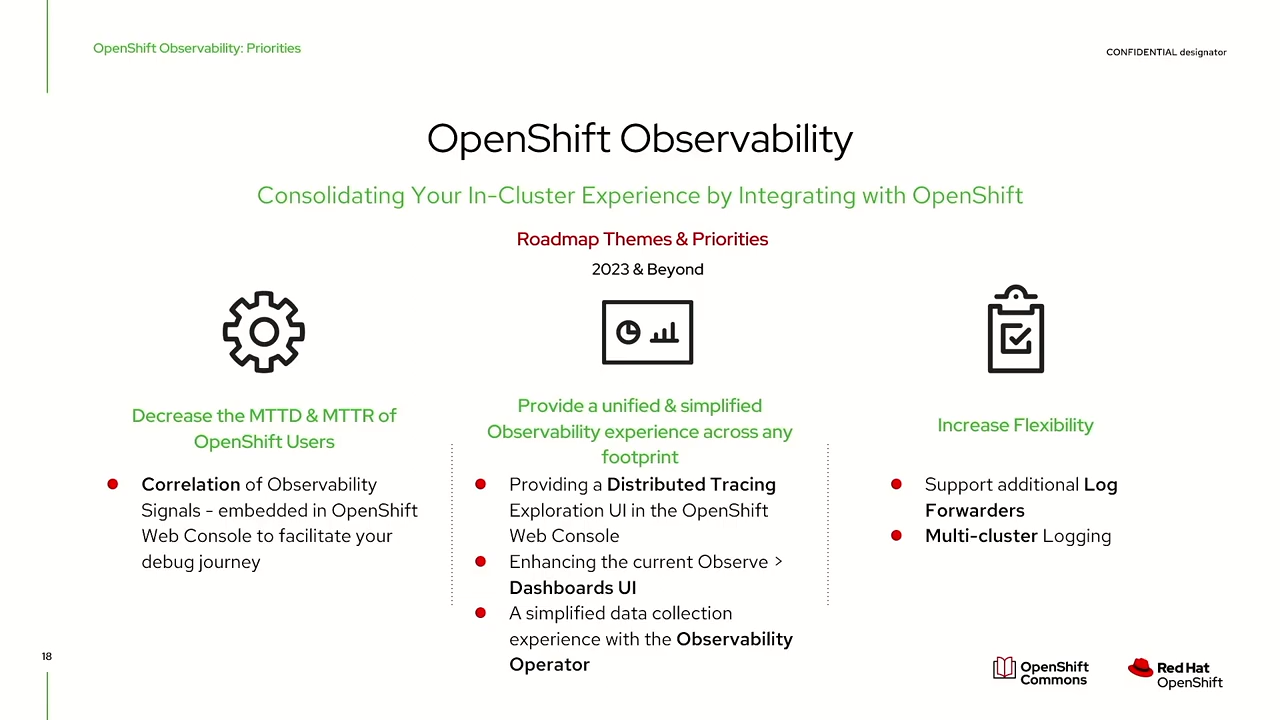 OpenShift Observability: Priorities
CONFIDENTIAL designator
OpenShift Observability
Consolidating Your In-Cluster Experience by Integrating with OpenShift
Roadmap Themes & Priorities
2023 & Beyond
Decrease the MTTD & MTTR of
OpenShift Users
Correlation of Observability
Signals - embedded in OpenShift
Web Console to facilitate your
debug journey
Provide a unified & simplified
Observability experience across any
footprint
Providing a Distributed Tracing
Exploration UI in the OpenShift
Web Console
Enhancing the current Observe >
Dashboards UI
A simplified data collection
experience with the Observability
Operator
Increase Flexibility
Support additional Log
Forwarders
Multi-cluster Logging
18
OpenShift
Commons
Red Hat
OpenShift